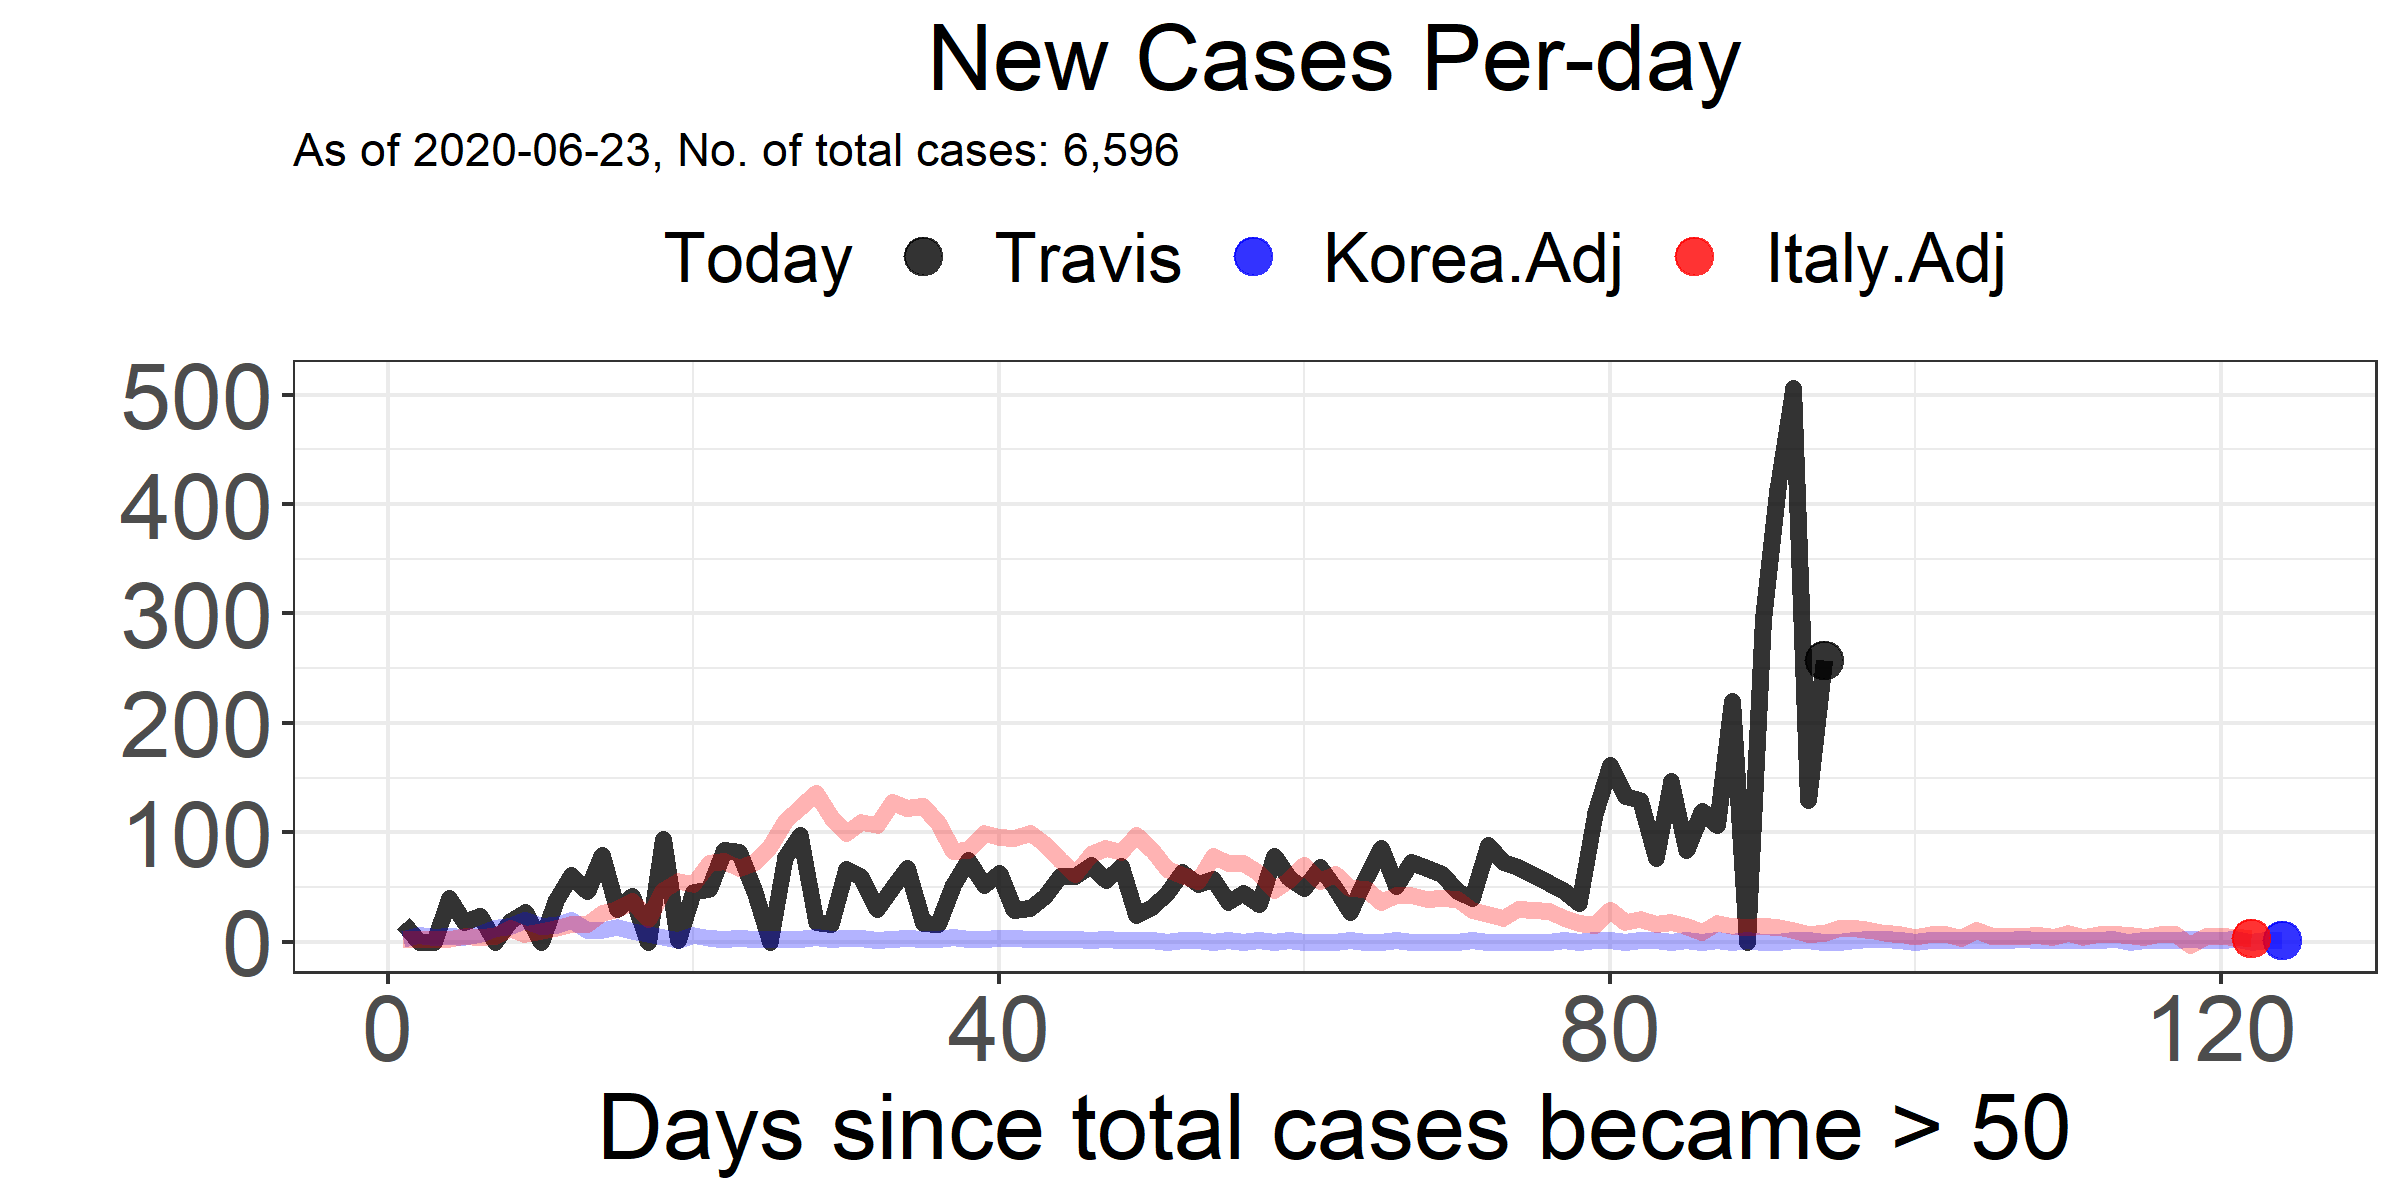 New Cases Per-day
As of 2020-06-23, No. of total cases: 6,596
Today Travis Korea.Adj Italy.Adj
500
400
300
200
100
0
0 40 80 120
Days since total cases became > 50